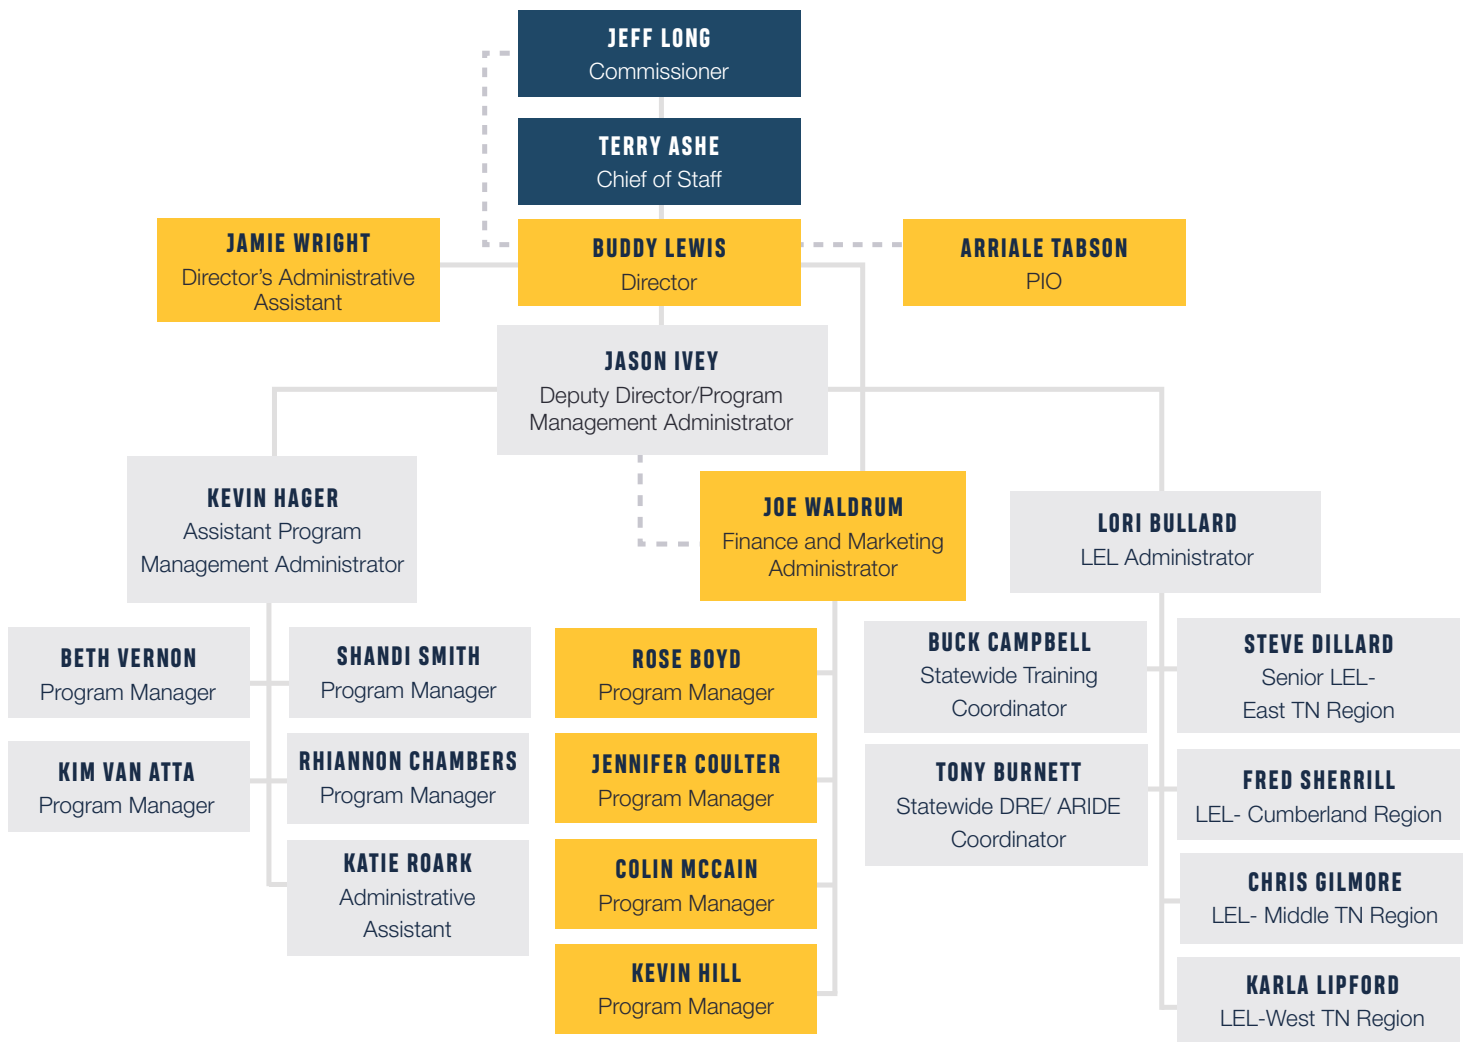 JEFF LONG
Commissioner
TERRY ASHE
Chief of Staff
JAMIE WRIGHT
Director’s Administrative
Assistant
BUDDY LEWIS
Director
ARRIALE TABSON
PIO
JASON IVEY
Deputy Director/Program
Management Administrator
KEVIN HAGER
Assistant Program
Management Administrator
JOE WALDRUM
Finance and Marketing
Administrator
LORI BULLARD
LEL Administrator
BETH VERNON
Program Manager
SHANDI SMITH
Program Manager
KIM VAN ATTA
Program Manager
RHIANNON CHAMBERS
Program Manager
KATIE ROARK
Administrative
Assistant
ROSE BOYD
Program Manager
JENNIFER COULTER
Program Manager
COLIN MCCAIN
Program Manager
KEVIN HILL
Program Manager
BUCK CAMPBELL
Statewide Training
Coordinator
TONY BURNETT
Statewide DRE/ ARIDE
Coordinator
STEVE DILLARD
Senior LEL-
East TN Region
FRED SHERRILL
LEL- Cumberland Region
CHRIS GILMORE
LEL- Middle TN Region
KARLA LIPFORD
LEL-West TN Region